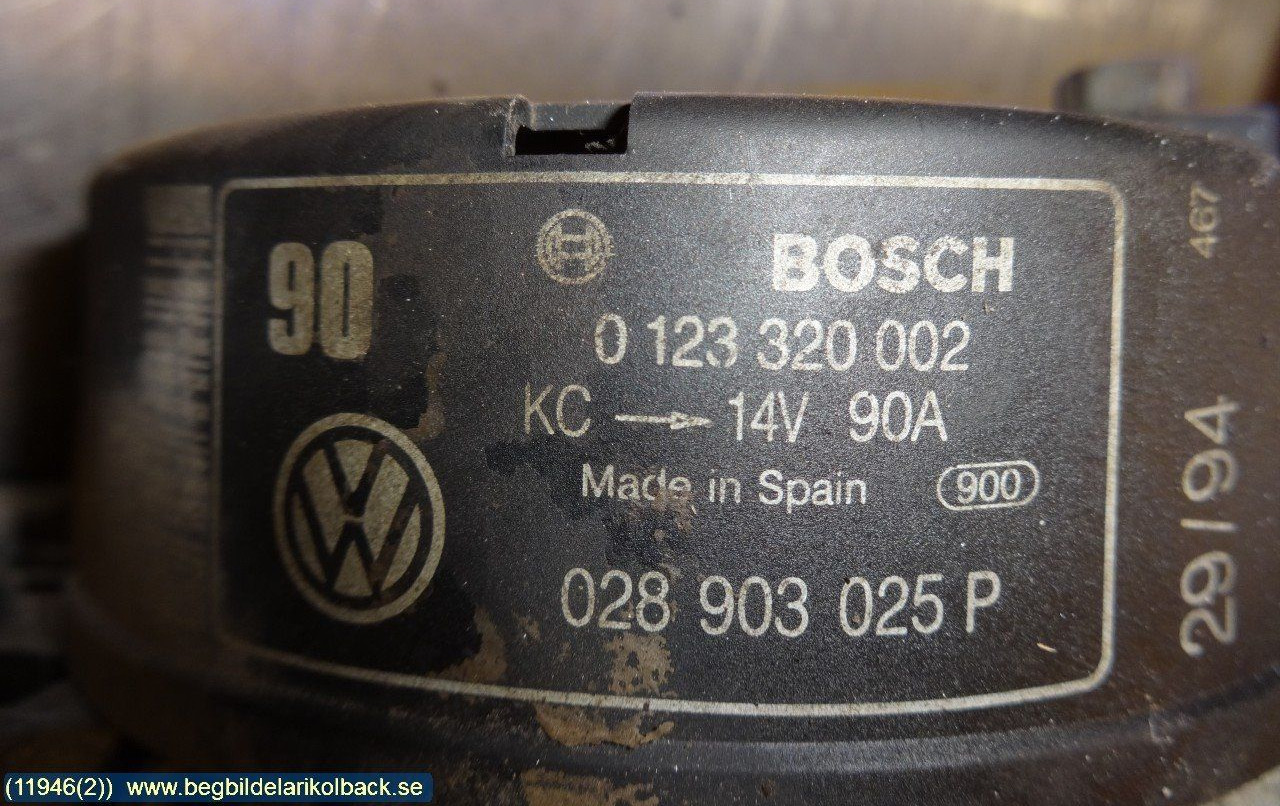 90
BOSCH
0 123 320 002
KC → 14V 90A
Made in Spain 900
028 903 025 P
467
29/94
(11946(2)) www.begbildelarikolback.se